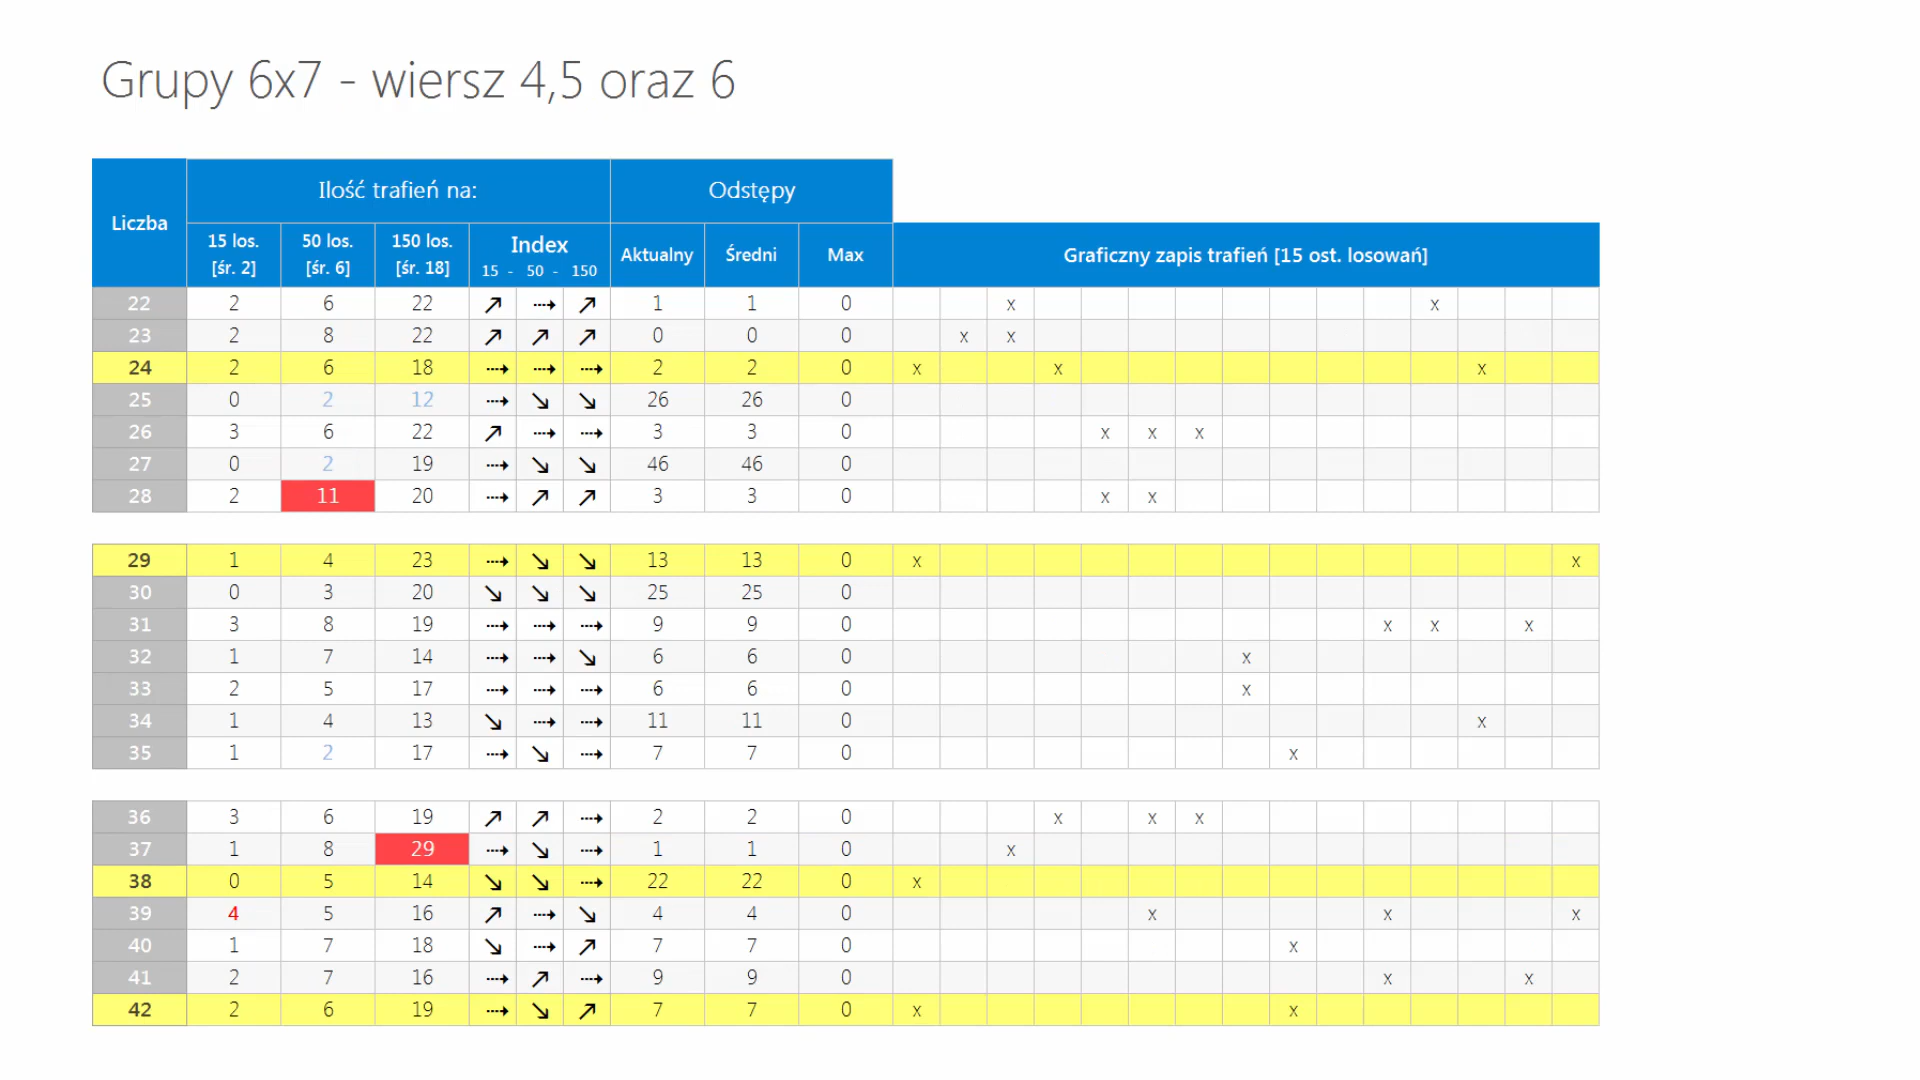 Grupy 6x7 - wiersz 4,5 oraz 6
Liczba Ilość trafień na: Odstępy
15 los. [śr. 2] 50 los. [śr. 6] 150 los. [śr. 18] Index 15 - 50 - 150 Aktualny Średni Max Graficzny zapis trafień [15 ost. losowań]
22 2 6 22 ↗ ⇢ ↗ 1 1 0 x x
23 2 8 22 ↗ ↗ ↗ 0 0 0 x x
24 2 6 18 ⇢ ⇢ ⇢ 2 2 0 x x x
25 0 2 12 ⇢ ↘ ↘ 26 26 0
26 3 6 22 ↗ ⇢ ⇢ 3 3 0 x x x
27 0 2 19 ⇢ ↘ ↘ 46 46 0
28 2 11 20 ⇢ ↗ ↗ 3 3 0 x x
29 1 4 23 ⇢ ↘ ↘ 13 13 0 x x
30 0 3 20 ↘ ↘ ↘ 25 25 0
31 3 8 19 ⇢ ⇢ ⇢ 9 9 0 x x x
32 1 7 14 ⇢ ⇢ ↘ 6 6 0 x
33 2 5 17 ⇢ ⇢ ⇢ 6 6 0 x
34 1 4 13 ↘ ⇢ ⇢ 11 11 0 x
35 1 2 17 ⇢ ↘ ⇢ 7 7 0 x
36 3 6 19 ↗ ↗ ⇢ 2 2 0 x x x
37 1 8 29 ⇢ ↘ ⇢ 1 1 0 x
38 0 5 14 ↘ ↘ ⇢ 22 22 0 x
39 4 5 16 ↗ ⇢ ↘ 4 4 0 x x x
40 1 7 18 ↘ ⇢ ↗ 7 7 0 x
41 2 7 16 ⇢ ↗ ⇢ 9 9 0 x x
42 2 6 19 ⇢ ↘ ↗ 7 7 0 x x